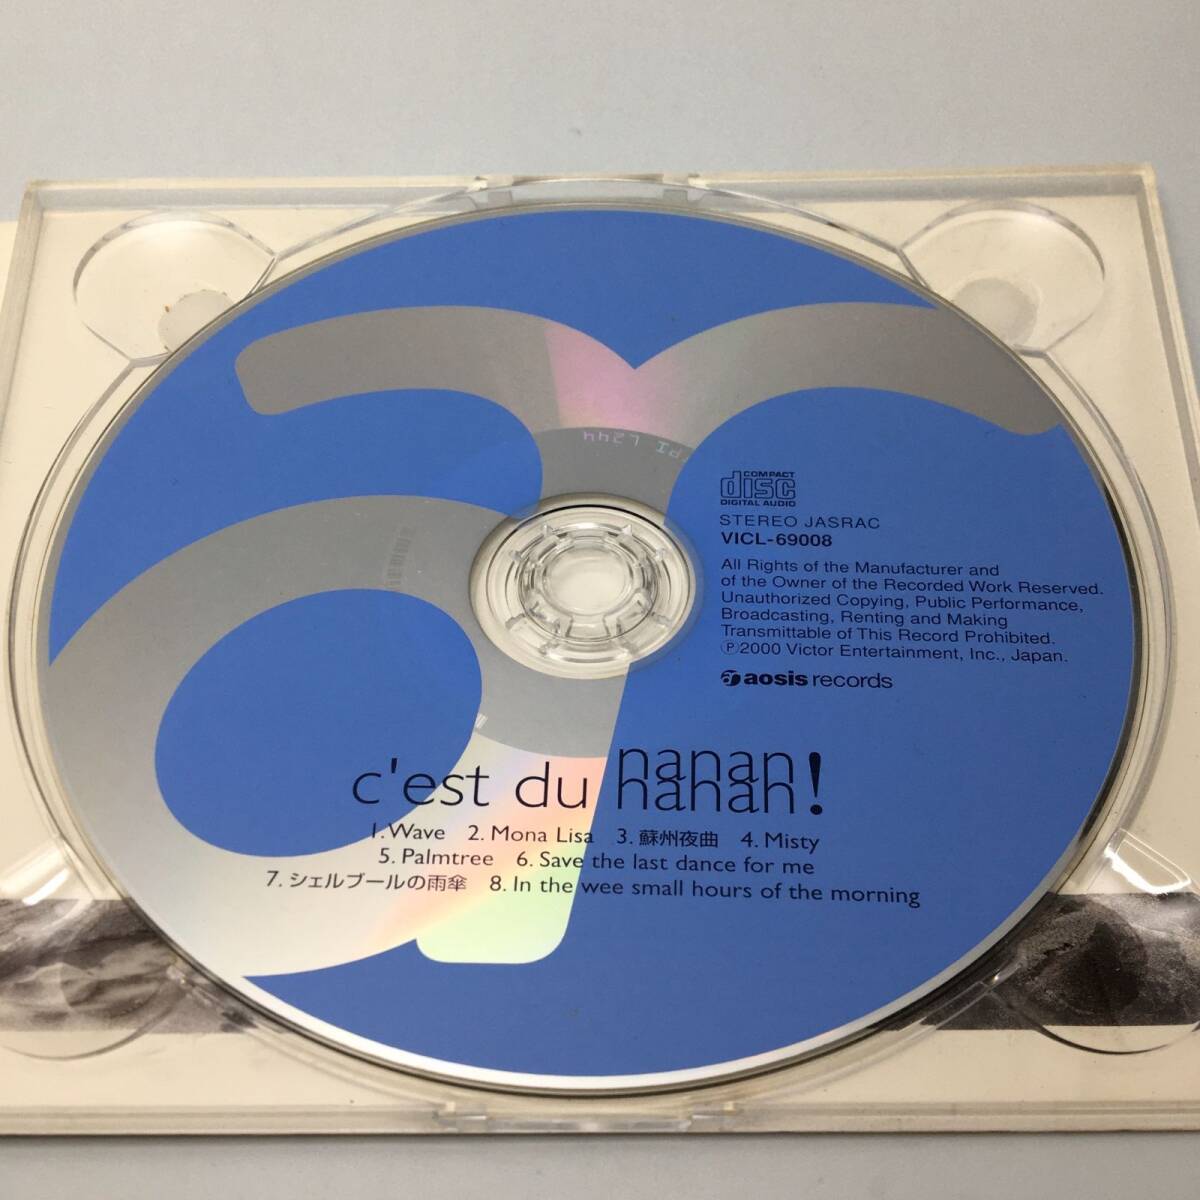 COMPACT
disc
DIGITAL AUDIO
STEREO JASRAC
VICL-69008
All Rights of the Manufacturer and
of the Owner of the Recorded Work Reserved.
Unauthorized Copying, Public Performance,
Broadcasting, Renting and Making
Transmittable of This Record Prohibited.
Ⓟ2000 Victor Entertainment, Inc., Japan.
aosis records
c'est du nanan nanan!
1. Wave 2. Mona Lisa 3. 蘇州夜曲 4. Misty
5. Palmtree 6. Save the last dance for me
7. シェルブールの雨傘 8. In the wee small hours of the morning